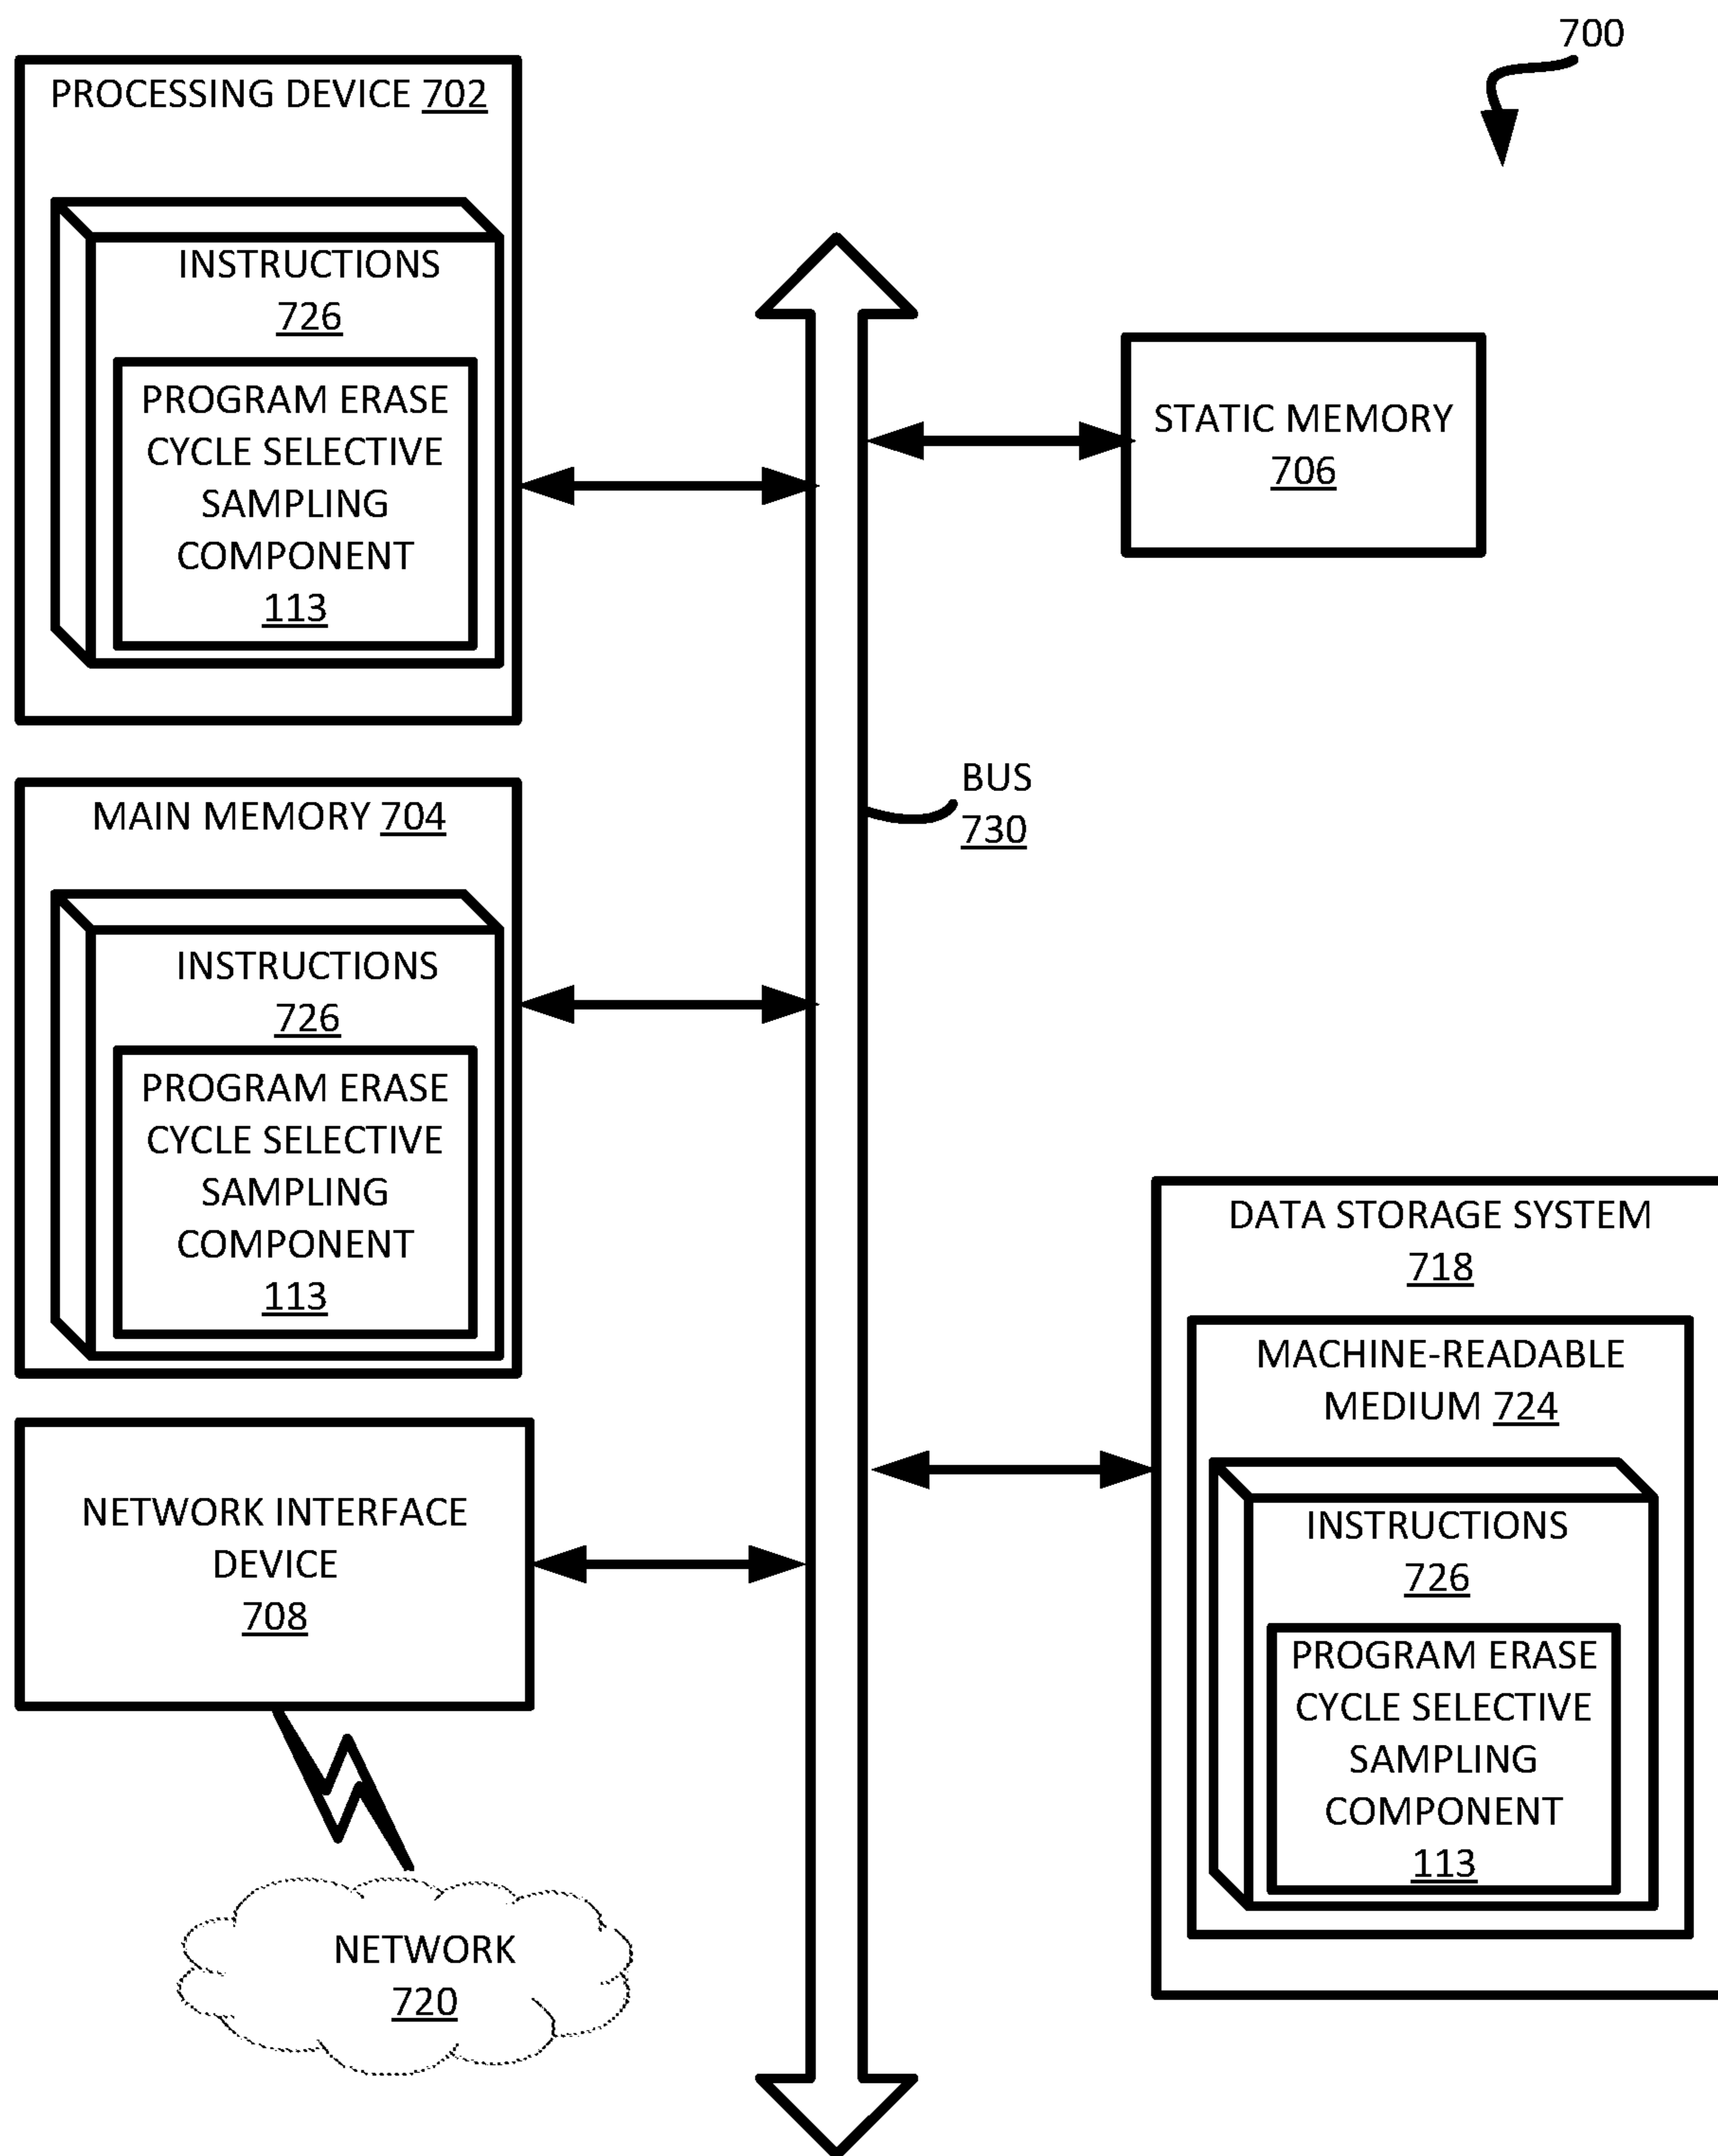 700
PROCESSING DEVICE 702
INSTRUCTIONS
726
PROGRAM ERASE
CYCLE SELECTIVE
SAMPLING
COMPONENT
113
STATIC MEMORY
706
BUS
730
MAIN MEMORY 704
INSTRUCTIONS
726
PROGRAM ERASE
CYCLE SELECTIVE
SAMPLING
COMPONENT
113
DATA STORAGE SYSTEM
718
MACHINE-READABLE
MEDIUM 724
INSTRUCTIONS
726
PROGRAM ERASE
CYCLE SELECTIVE
SAMPLING
COMPONENT
113
NETWORK INTERFACE
DEVICE
708
NETWORK
720